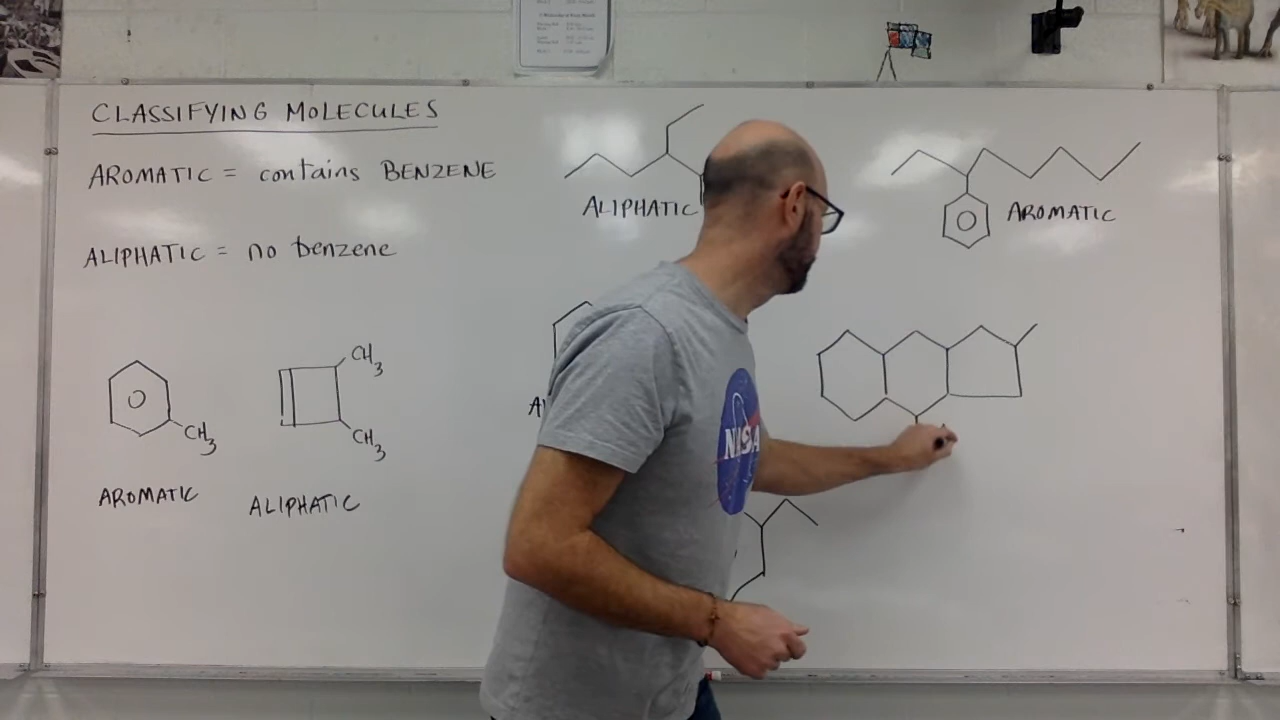 CLASSIFYING MOLECULES
AROMATIC = contains BENZENE
ALIPHATIC = no benzene
ALIPHATIC
AROMATIC
CH3
CH3
CH3
AROMATIC
ALIPHATIC
NASA